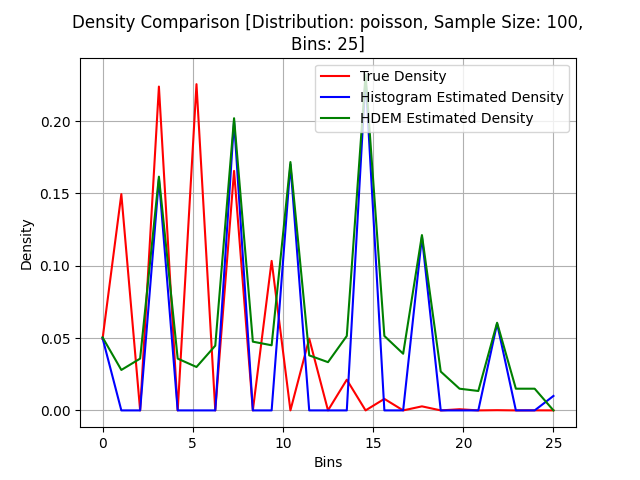 Density Comparison [Distribution: poisson, Sample Size: 100,
Bins: 25]
True Density
Histogram Estimated Density
HDEM Estimated Density
Density
0.20
0.15
0.10
0.05
0.00
0 5 10 15 20 25
Bins